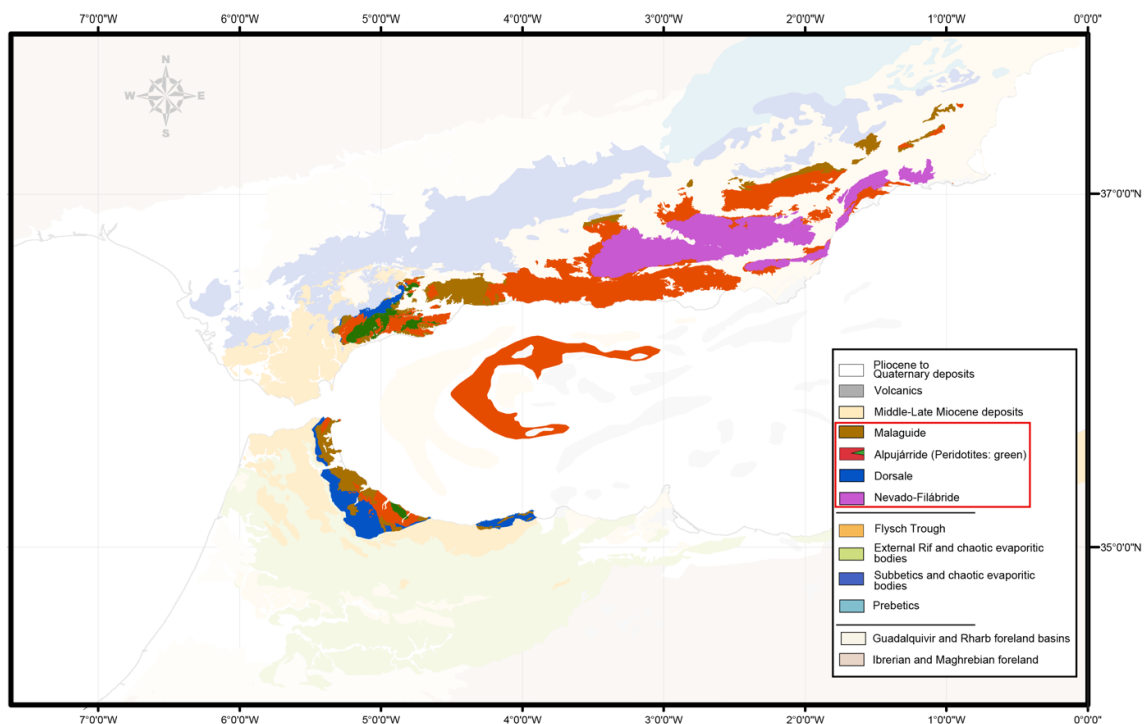 7°0'0"W 6°0'0"W 5°0'0"W 4°0'0"W 3°0'0"W 2°0'0"W 1°0'0"W 0°0'0"
N
W E
S
37°0'0"N
35°0'0"N
Pliocene to
Quaternary deposits
Volcanics
Middle-Late Miocene deposits
Malaguide
Alpujárride (Peridotites: green)
Dorsale
Nevado-Filábride
Flysch Trough
External Rif and chaotic evaporitic
bodies
Subbetics and chaotic evaporitic
bodies
Prebetics
Guadalquivir and Rharb foreland basins
Ibrerian and Maghrebian foreland
7°0'0"W 6°0'0"W 5°0'0"W 4°0'0"W 3°0'0"W 2°0'0"W 1°0'0"W 0°0'0"